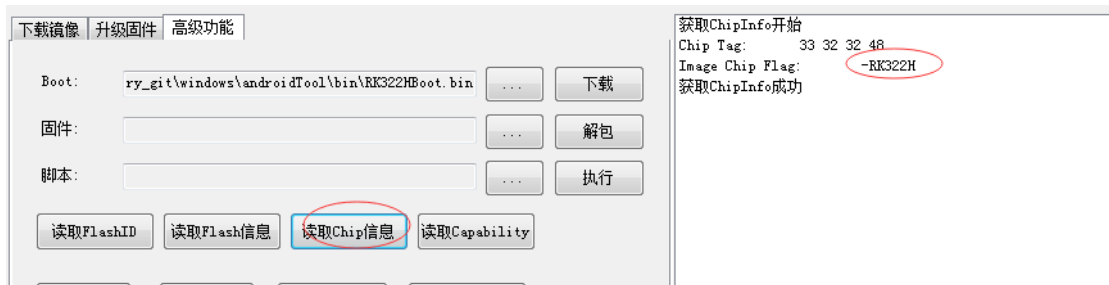 下载镜像 升级固件 高级功能
Boot: ry_git\windows\androidTool\bin\RK322HBoot.bin ... 下载
固件: ... 解包
脚本: ... 执行
读取FlashID 读取Flash信息 读取Chip信息 读取Capability
获取ChipInfo开始
Chip Tag: 33 32 32 48
Image Chip Flag: -RK322H
获取ChipInfo成功